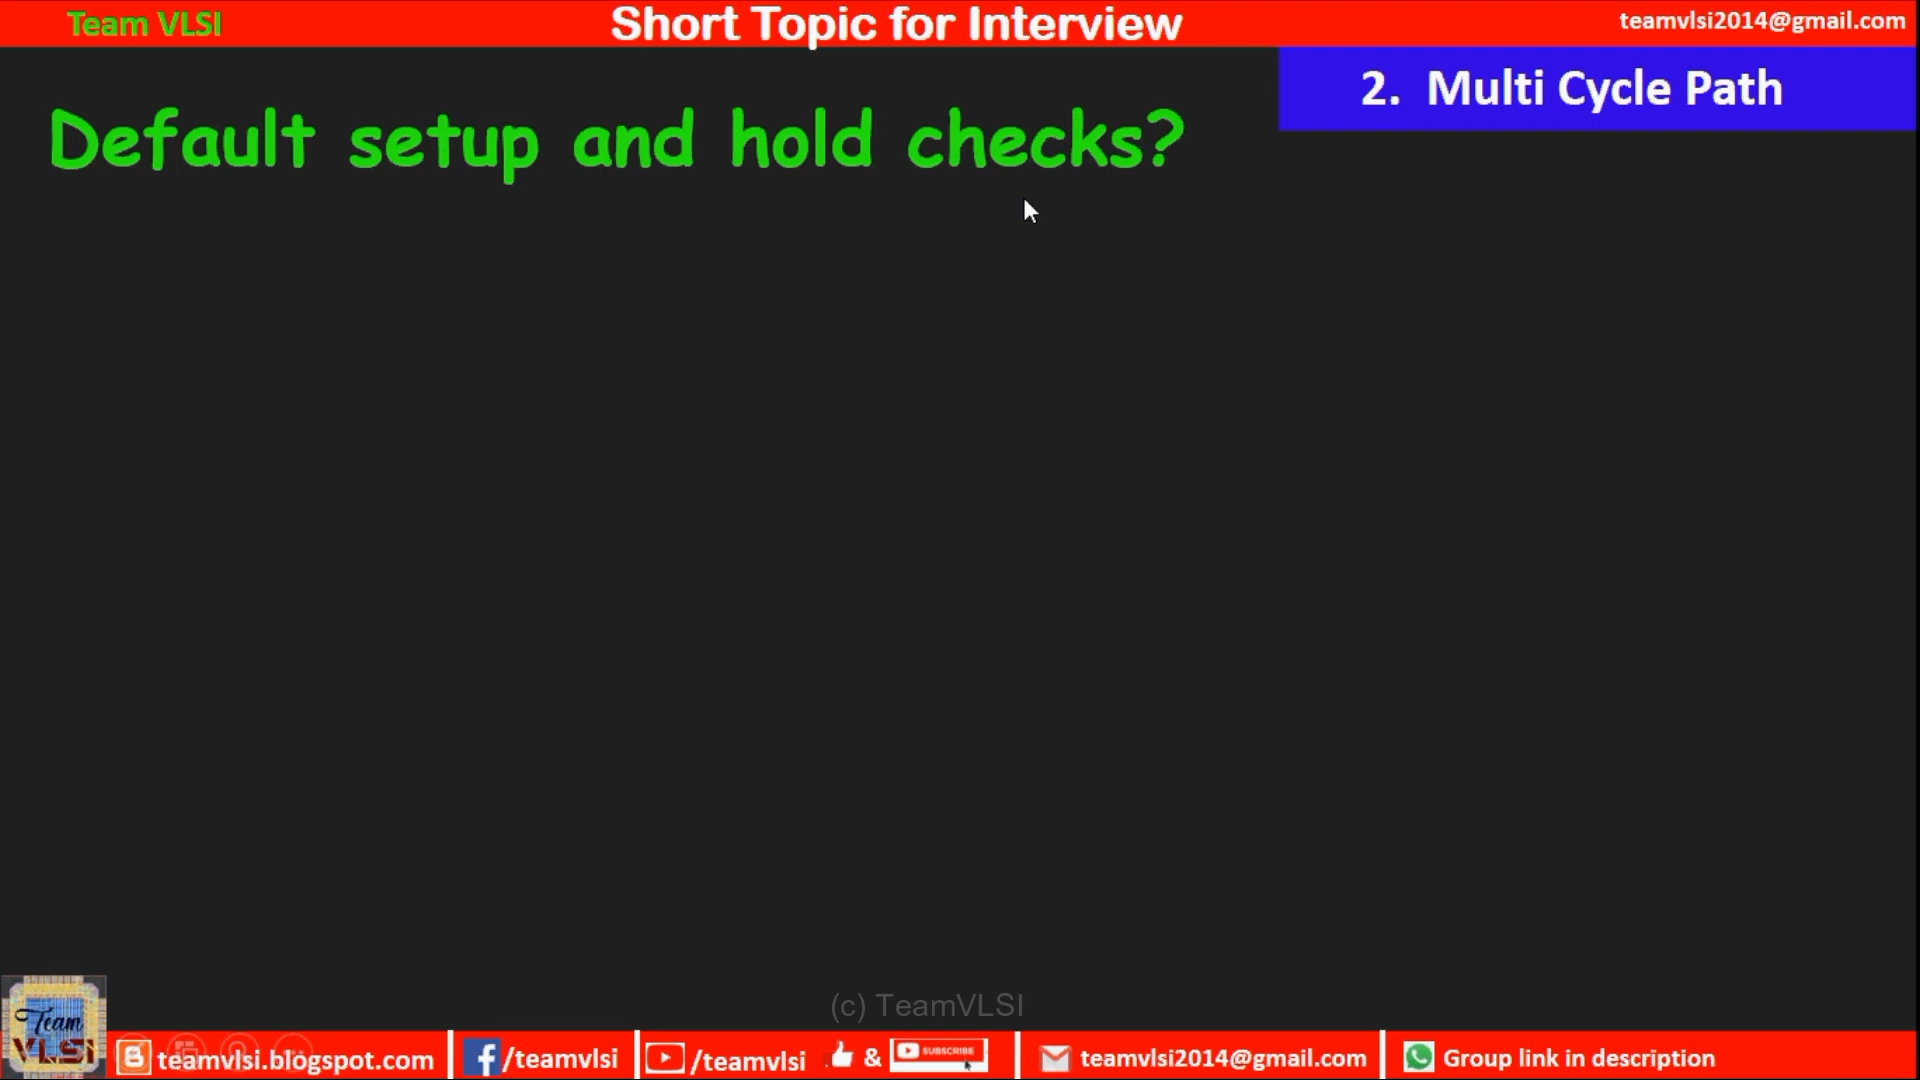 Team VLSI
Short Topic for Interview
teamvlsi2014@gmail.com
2. Multi Cycle Path
Default setup and hold checks?
(c) TeamVLSI
Team
VLSI
teamvlsi.blogspot.com
/teamvlsi
/teamvlsi
&
SUBSCRIBE
teamvlsi2014@gmail.com
Group link in description